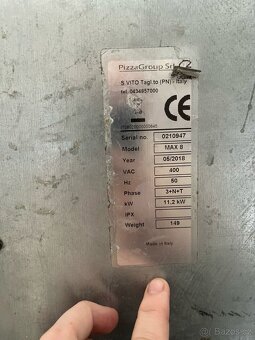 PizzaGroup Srl
S.VITO Tagl.to (PN) - Italy
tel. 0434857000
CE
Serial no. 0210947
Model MAX 8
Year 05/2018
VAC 400
Hz 50
Phase 3+N+T
kW 11.2 kW
IPX
Weight 149
Made in Italy
Bazoš.cz